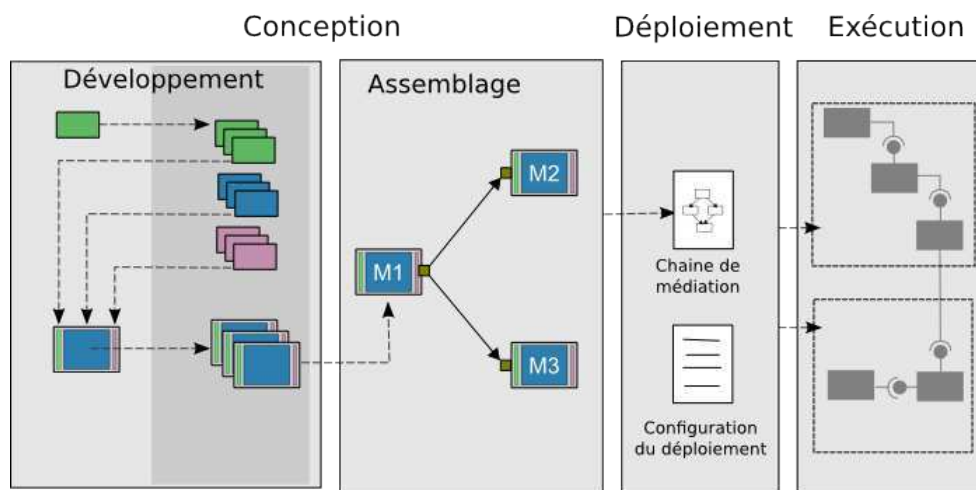 Conception
Déploiement
Exécution
Développement
Assemblage
M1
M2
M3
Chaine de
médiation
Configuration
du déploiement